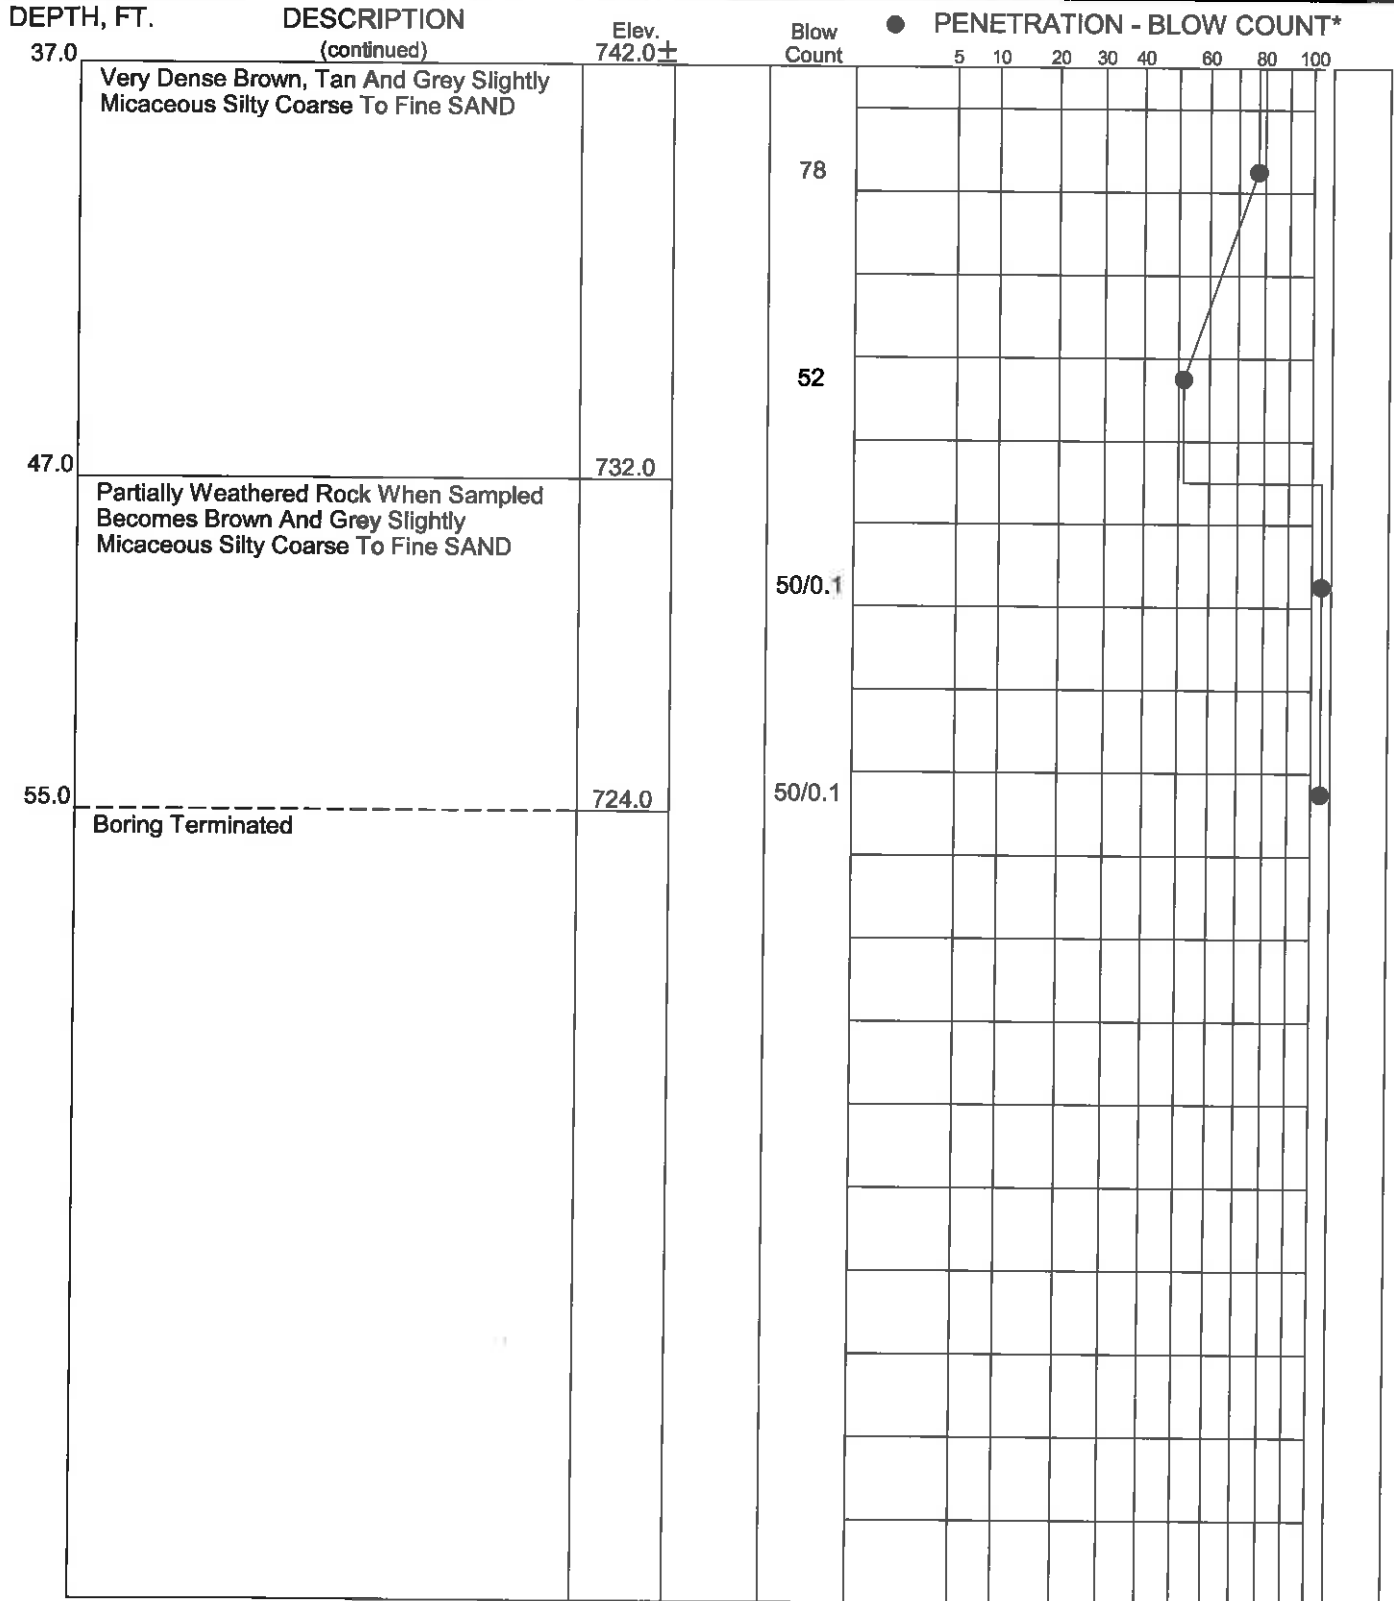 DEPTH, FT. DESCRIPTION Elev. Blow ● PENETRATION - BLOW COUNT*
37.0 (continued) 742.0± Count 5 10 20 30 40 60 80 100
Very Dense Brown, Tan And Grey Slightly
Micaceous Silty Coarse To Fine SAND
78
52
47.0 732.0
Partially Weathered Rock When Sampled
Becomes Brown And Grey Slightly
Micaceous Silty Coarse To Fine SAND
50/0.1
55.0 724.0 50/0.1
Boring Terminated